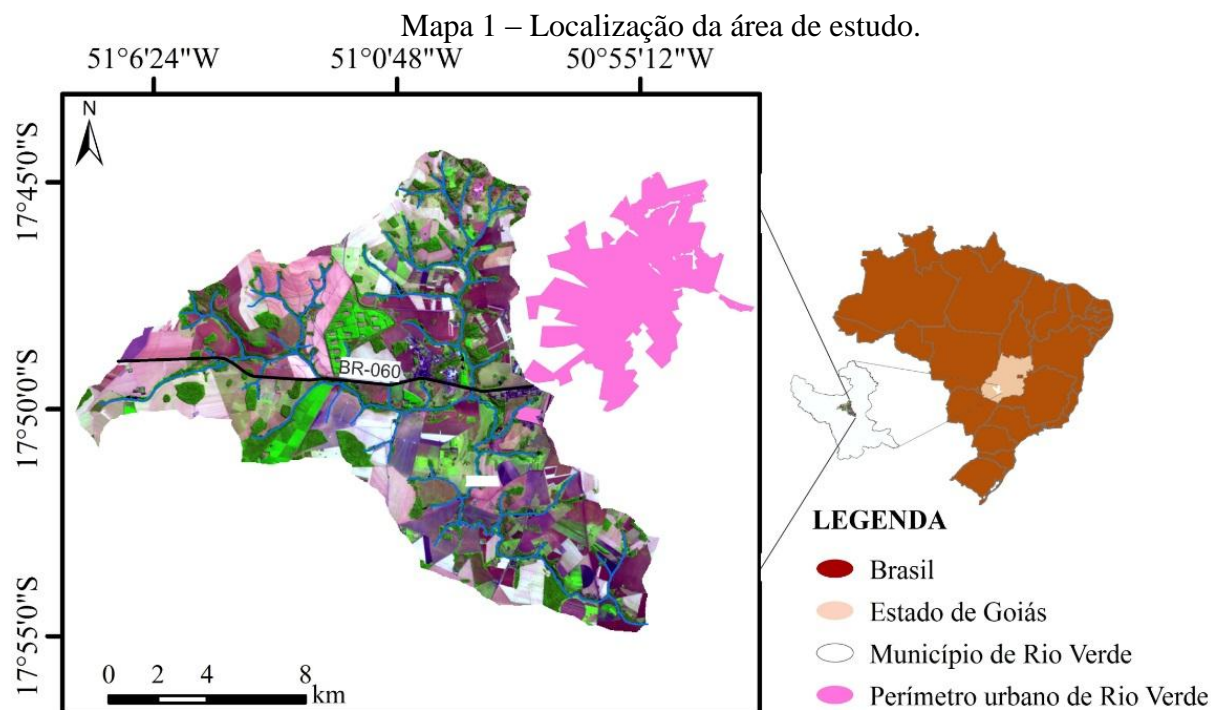 Mapa 1 – Localização da área de estudo.
51°6'24"W 51°0'48"W 50°55'12"W
N
17°45'0"S
BR-060
17°50'0"S
17°55'0"S
0 2 4 8
km
LEGENDA
Brasil
Estado de Goiás
Município de Rio Verde
Perímetro urbano de Rio Verde